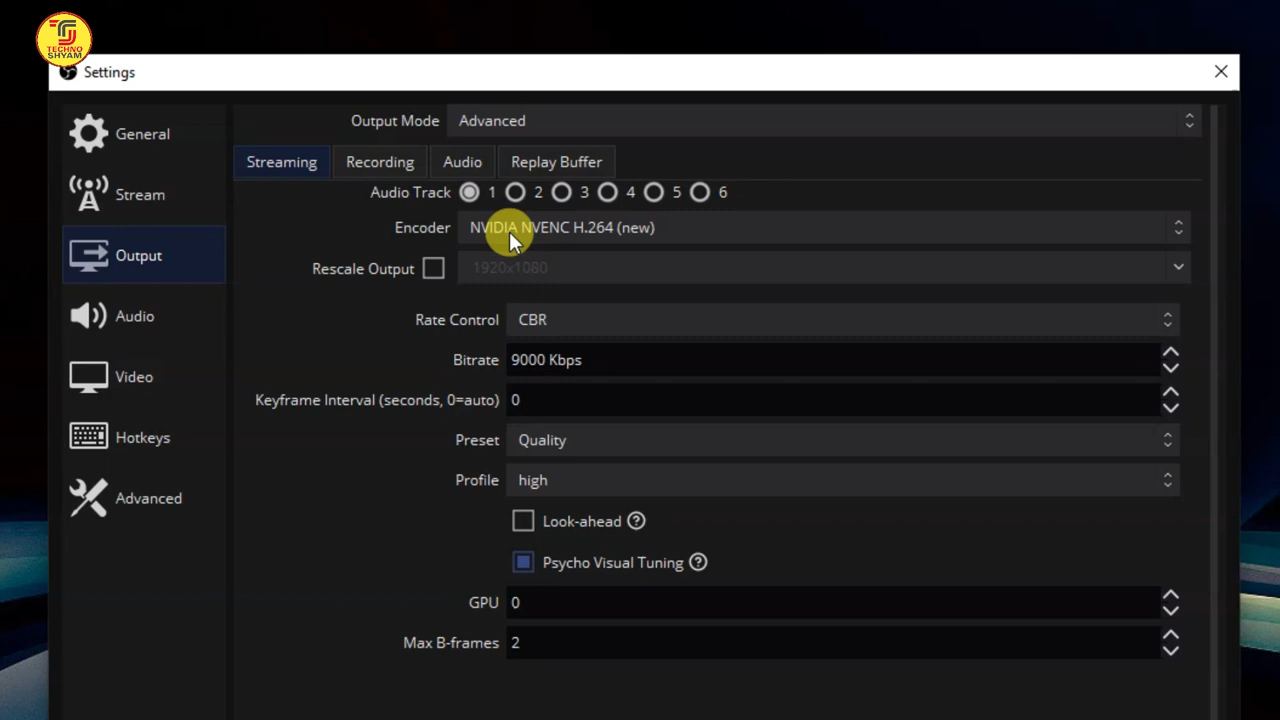 TECHNO
SHYAM
Settings
General
Stream
Output
Audio
Video
Hotkeys
Advanced
Output Mode Advanced
Streaming Recording Audio Replay Buffer
Audio Track 1 2 3 4 5 6
Encoder NVIDIA NVENC H.264 (new)
Rescale Output 1920x1080
Rate Control CBR
Bitrate 9000 Kbps
Keyframe Interval (seconds, 0=auto) 0
Preset Quality
Profile high
Look-ahead ?
Psycho Visual Tuning ?
GPU 0
Max B-frames 2